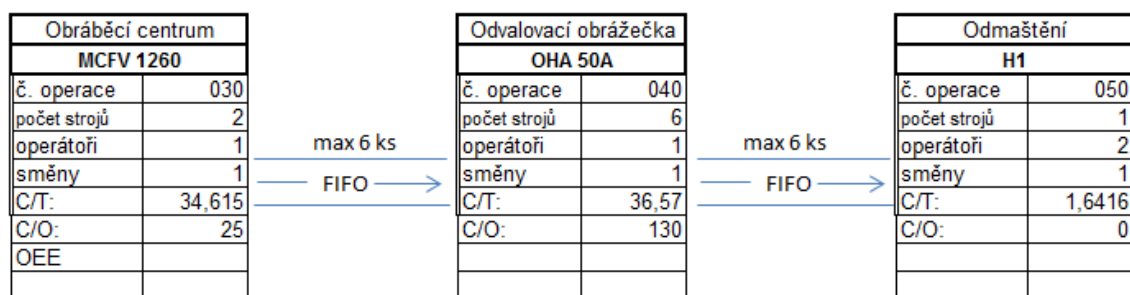 Obráběcí centrum
MCFV 1260
č. operace 030
počet strojů 2
operátoři 1
směny 1
C/T: 34,615
C/O: 25
OEE
max 6 ks
FIFO
Odvalovací obrážečka
OHA 50A
č. operace 040
počet strojů 6
operátoři 1
směny 1
C/T: 36,57
C/O: 130
max 6 ks
FIFO
Odmaštění
H1
č. operace 050
počet strojů 1
operátoři 2
směny 1
C/T: 1,6416
C/O: 0